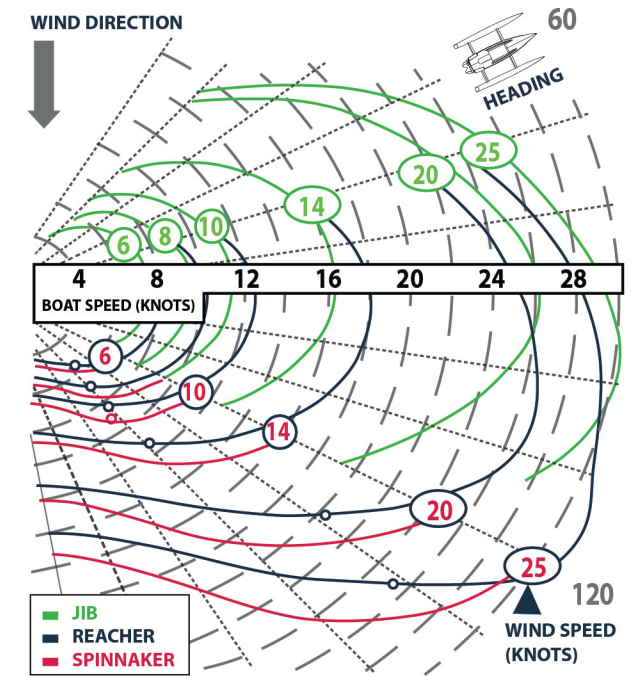 WIND DIRECTION
60
HEADING
25
20
14
10
8
6
4 8 12 16 20 24 28
BOAT SPEED (KNOTS)
6
10
14
20
25
120
JIB
REACHER
SPINNAKER
WIND SPEED
(KNOTS)